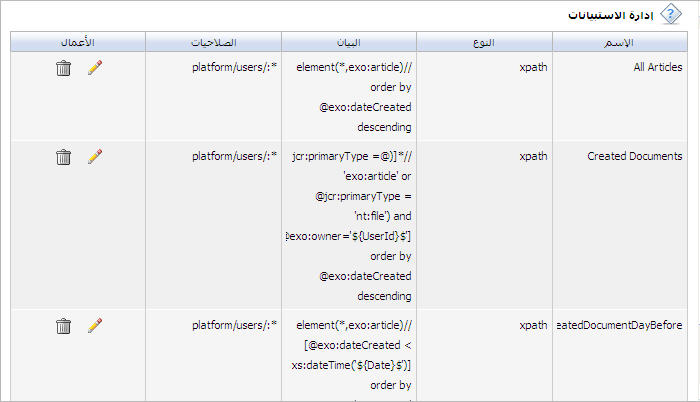 إدارة الاستبيانات
الإسم
النوع
البيان
الصلاحيات
الأعمال
All Articles
xpath
element(*,exo:article)//
order by
@exo:dateCreated
descending
platform/users/:*
Created Documents
xpath
jcr:primaryType =@)]*//
'exo:article' or
@jcr:primaryType =
'nt:file') and
@exo:owner='${UserId}$']
order by
@exo:dateCreated
descending
platform/users/:*
eatedDocumentDayBefore
xpath
element(*,exo:article)//
[@exo:dateCreated <
xs:dateTime('${Date}$')]
order by
platform/users/:*